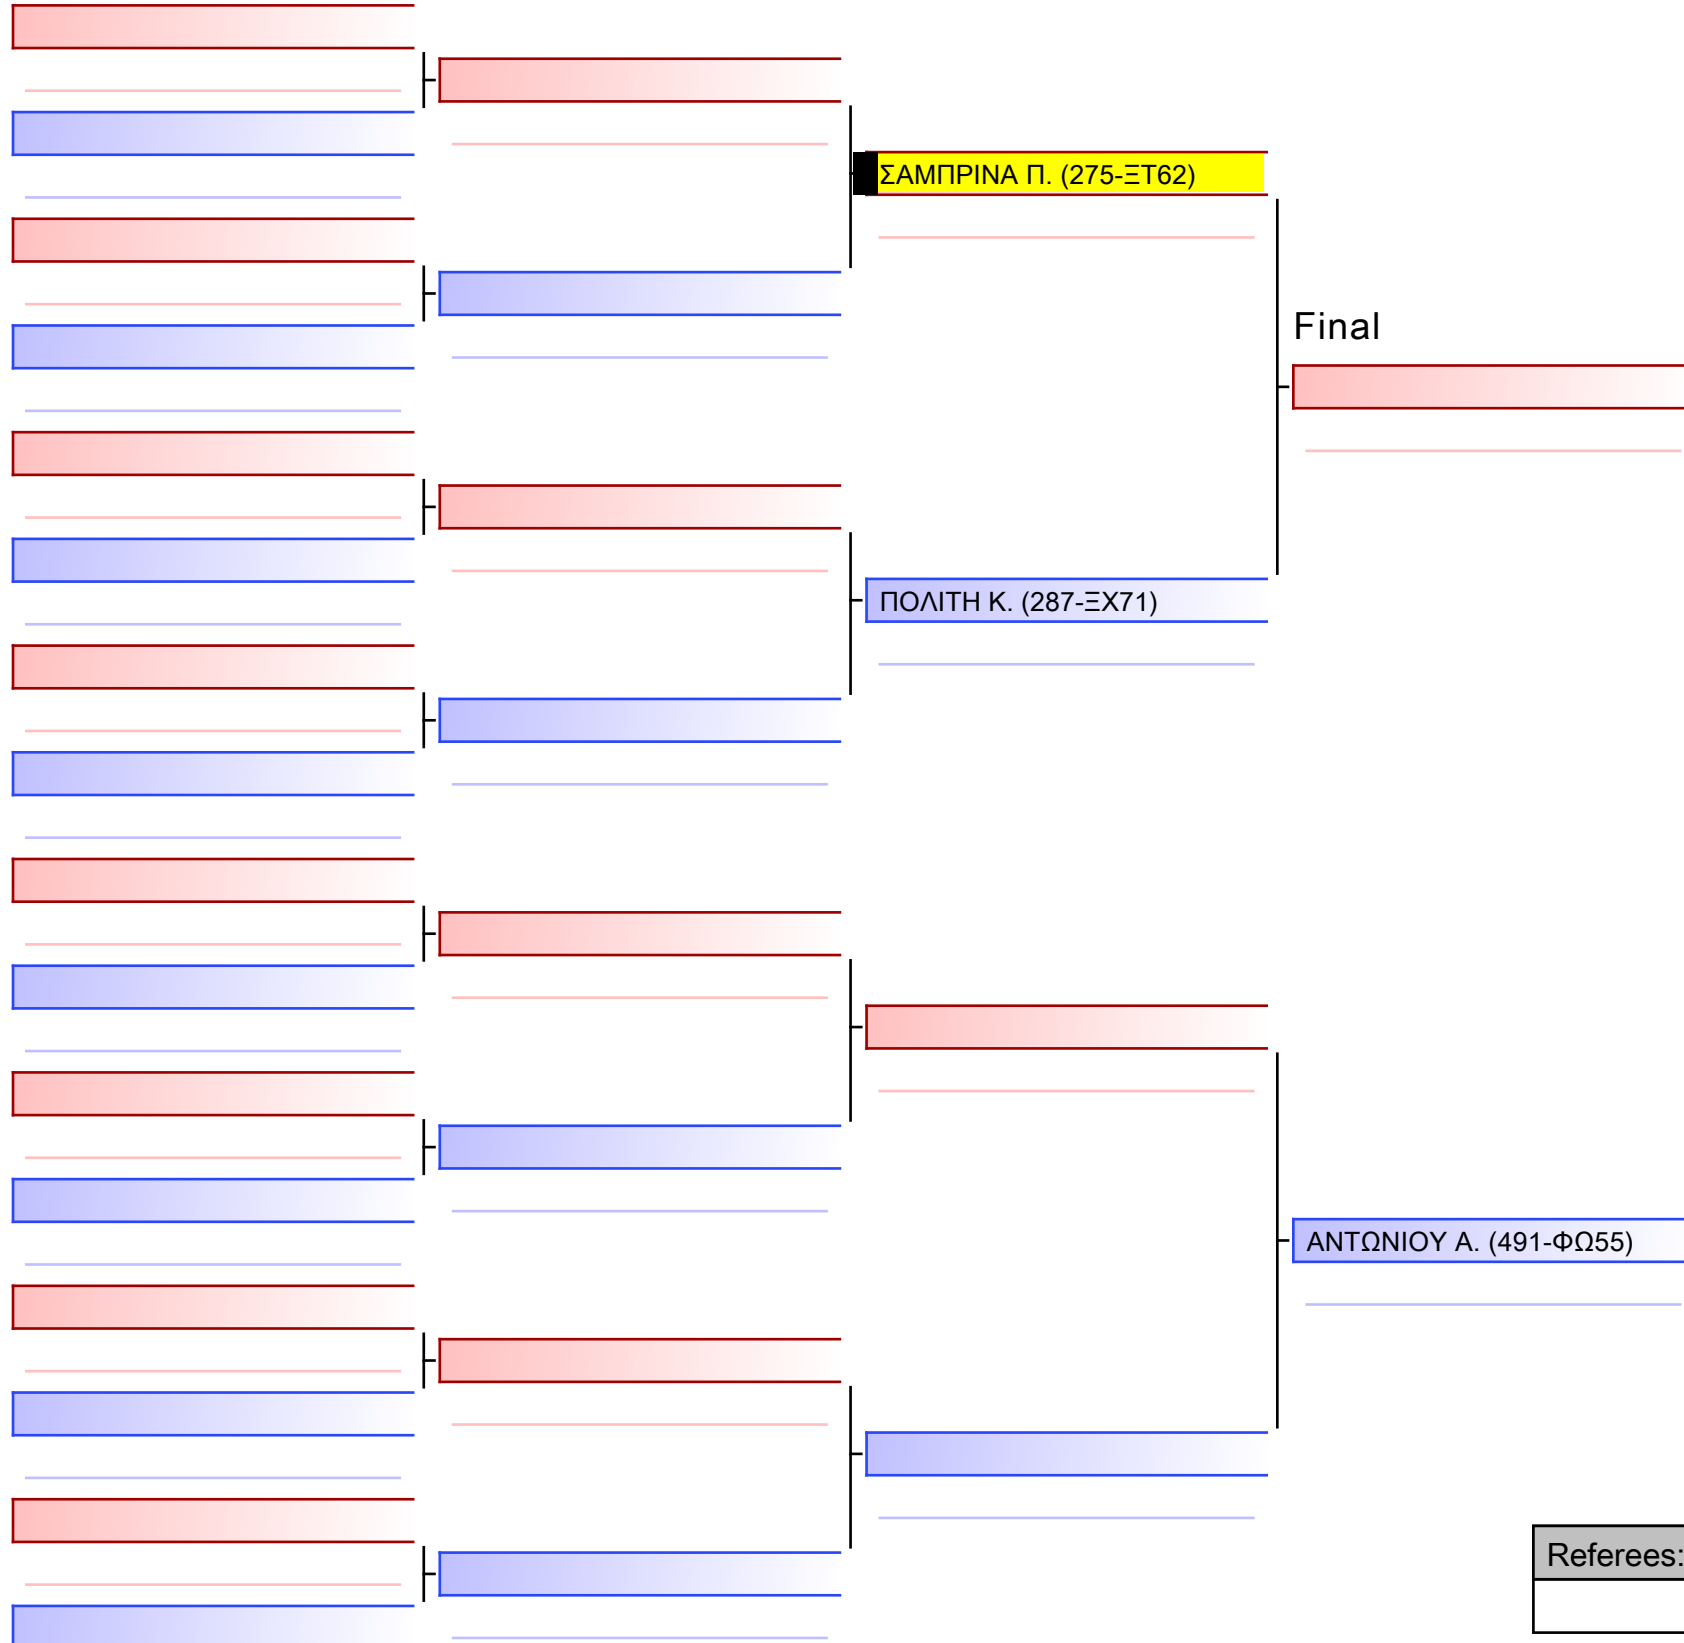 ΣΑΜΠΡΙΝΑ Π. (275-ΞΤ62)
Final
ΠΟΛΙΤΗ Κ. (287-ΞΧ71)
ΑΝΤΩΝΙΟΥ Α. (491-ΦΩ55)
Referees: